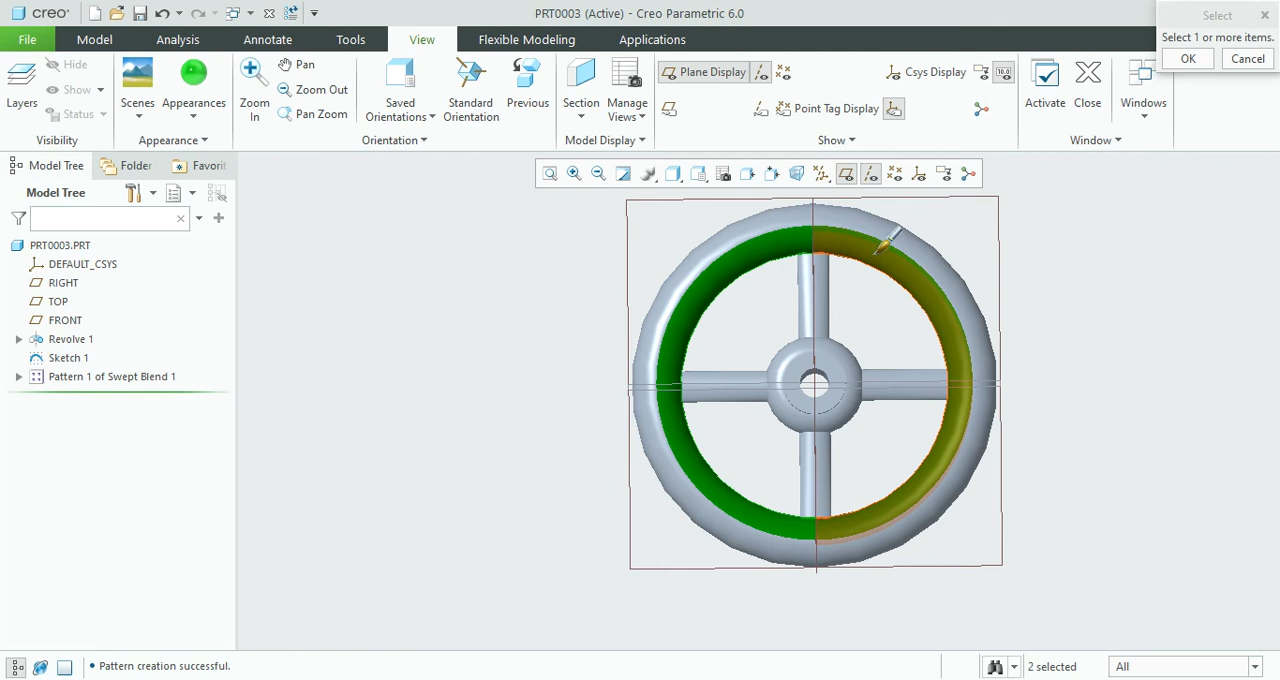 creo PRT0003 (Active) - Creo Parametric 6.0
File Model Analysis Annotate Tools View Flexible Modeling Applications
Select
Select 1 or more items.
OK Cancel
Layers
Hide
Show
Status
Visibility
Scenes
Appearances
Appearance
Zoom In
Pan
Zoom Out
Pan Zoom
Saved Orientations
Standard Orientation
Previous
Orientation
Section
Manage Views
Model Display
Plane Display
Csys Display
10.0
Point Tag Display
Show
Activate
Close
Windows
Window
Model Tree Folder Favorit
Model Tree
PRT0003.PRT
DEFAULT_CSYS
RIGHT
TOP
FRONT
Revolve 1
Sketch 1
Pattern 1 of Swept Blend 1
• Pattern creation successful.
2 selected
All